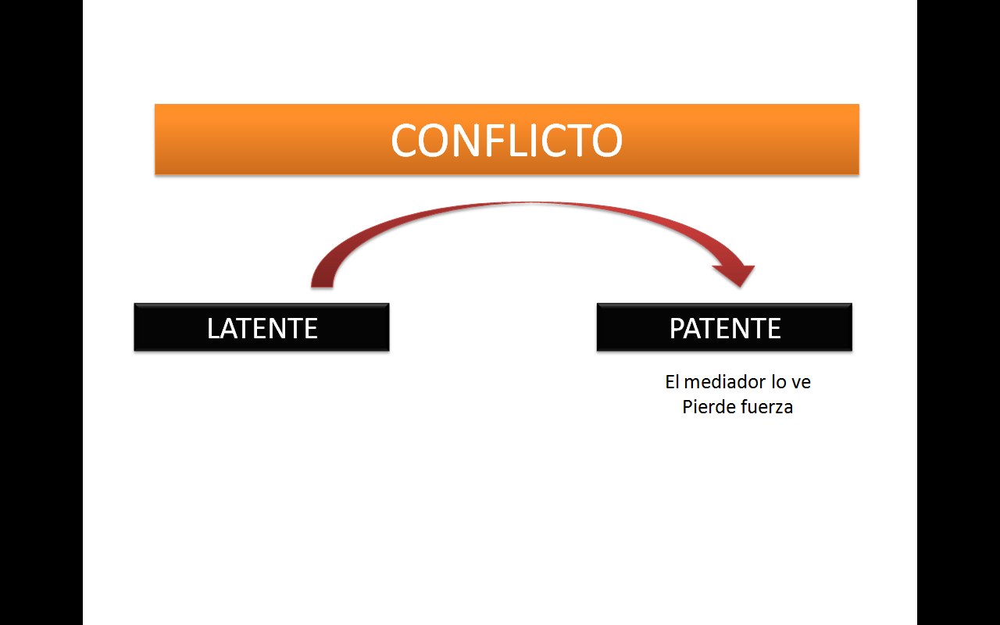 CONFLICTO
LATENTE
PATENTE
El mediador lo ve
Pierde fuerza